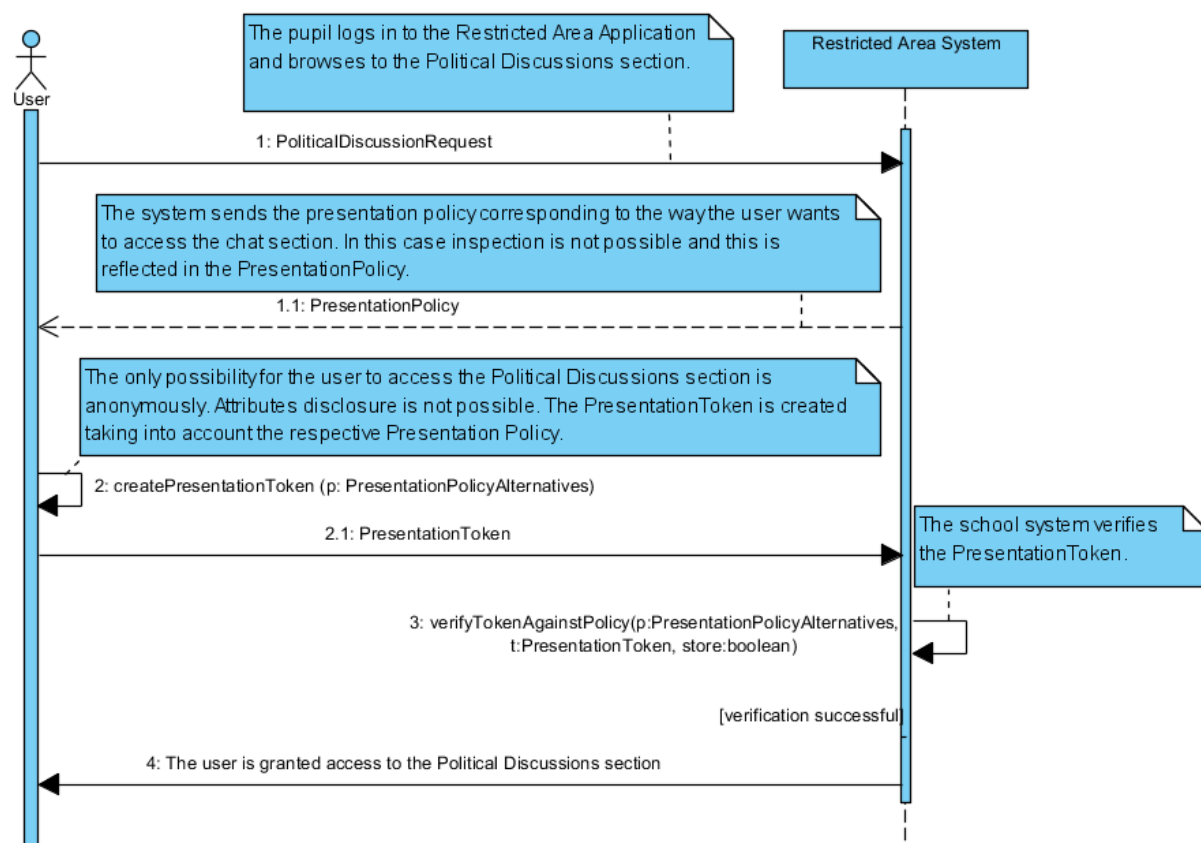 The pupil logs in to the Restricted Area Application
and browses to the Political Discussions section.
Restricted Area System
User
1: PoliticalDiscussionRequest
The system sends the presentation policy corresponding to the way the user wants
to access the chat section. In this case inspection is not possible and this is
reflected in the PresentationPolicy.
1.1: PresentationPolicy
The only possibility for the user to access the Political Discussions section is
anonymously. Attributes disclosure is not possible. The PresentationToken is created
taking into account the respective Presentation Policy.
2: createPresentationToken (p: PresentationPolicyAlternatives)
2.1: PresentationToken
The school system verifies
the PresentationToken.
3: verifyTokenAgainstPolicy(p:PresentationPolicyAlternatives,
t:PresentationToken, store:boolean)
[verification successful]
4: The user is granted access to the Political Discussions section